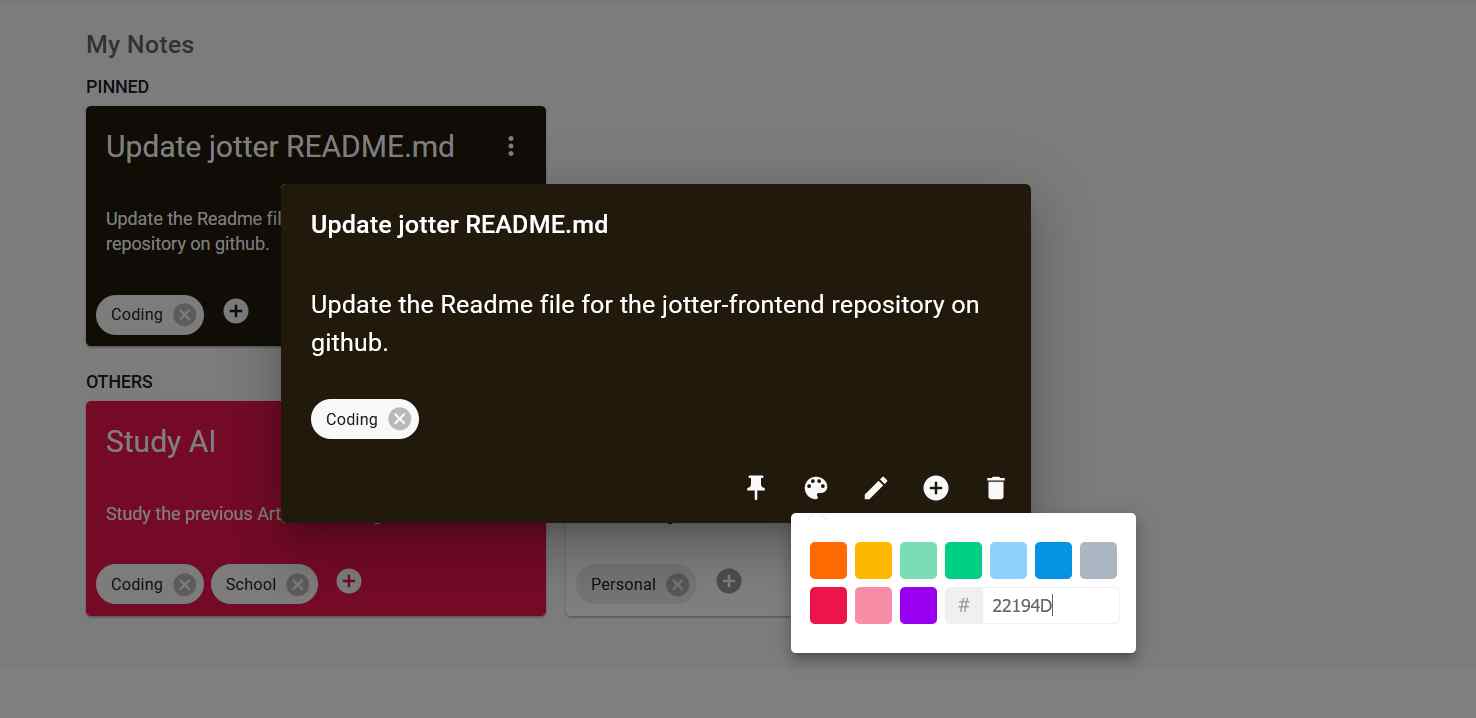 My Notes
PINNED
Update jotter README.md
Update the Readme fil
repository on github.
Coding
Update jotter README.md
Update the Readme file for the jotter-frontend repository on
github.
Coding
OTHERS
Study AI
Study the previous Art
Coding
School
Personal
# 22194D